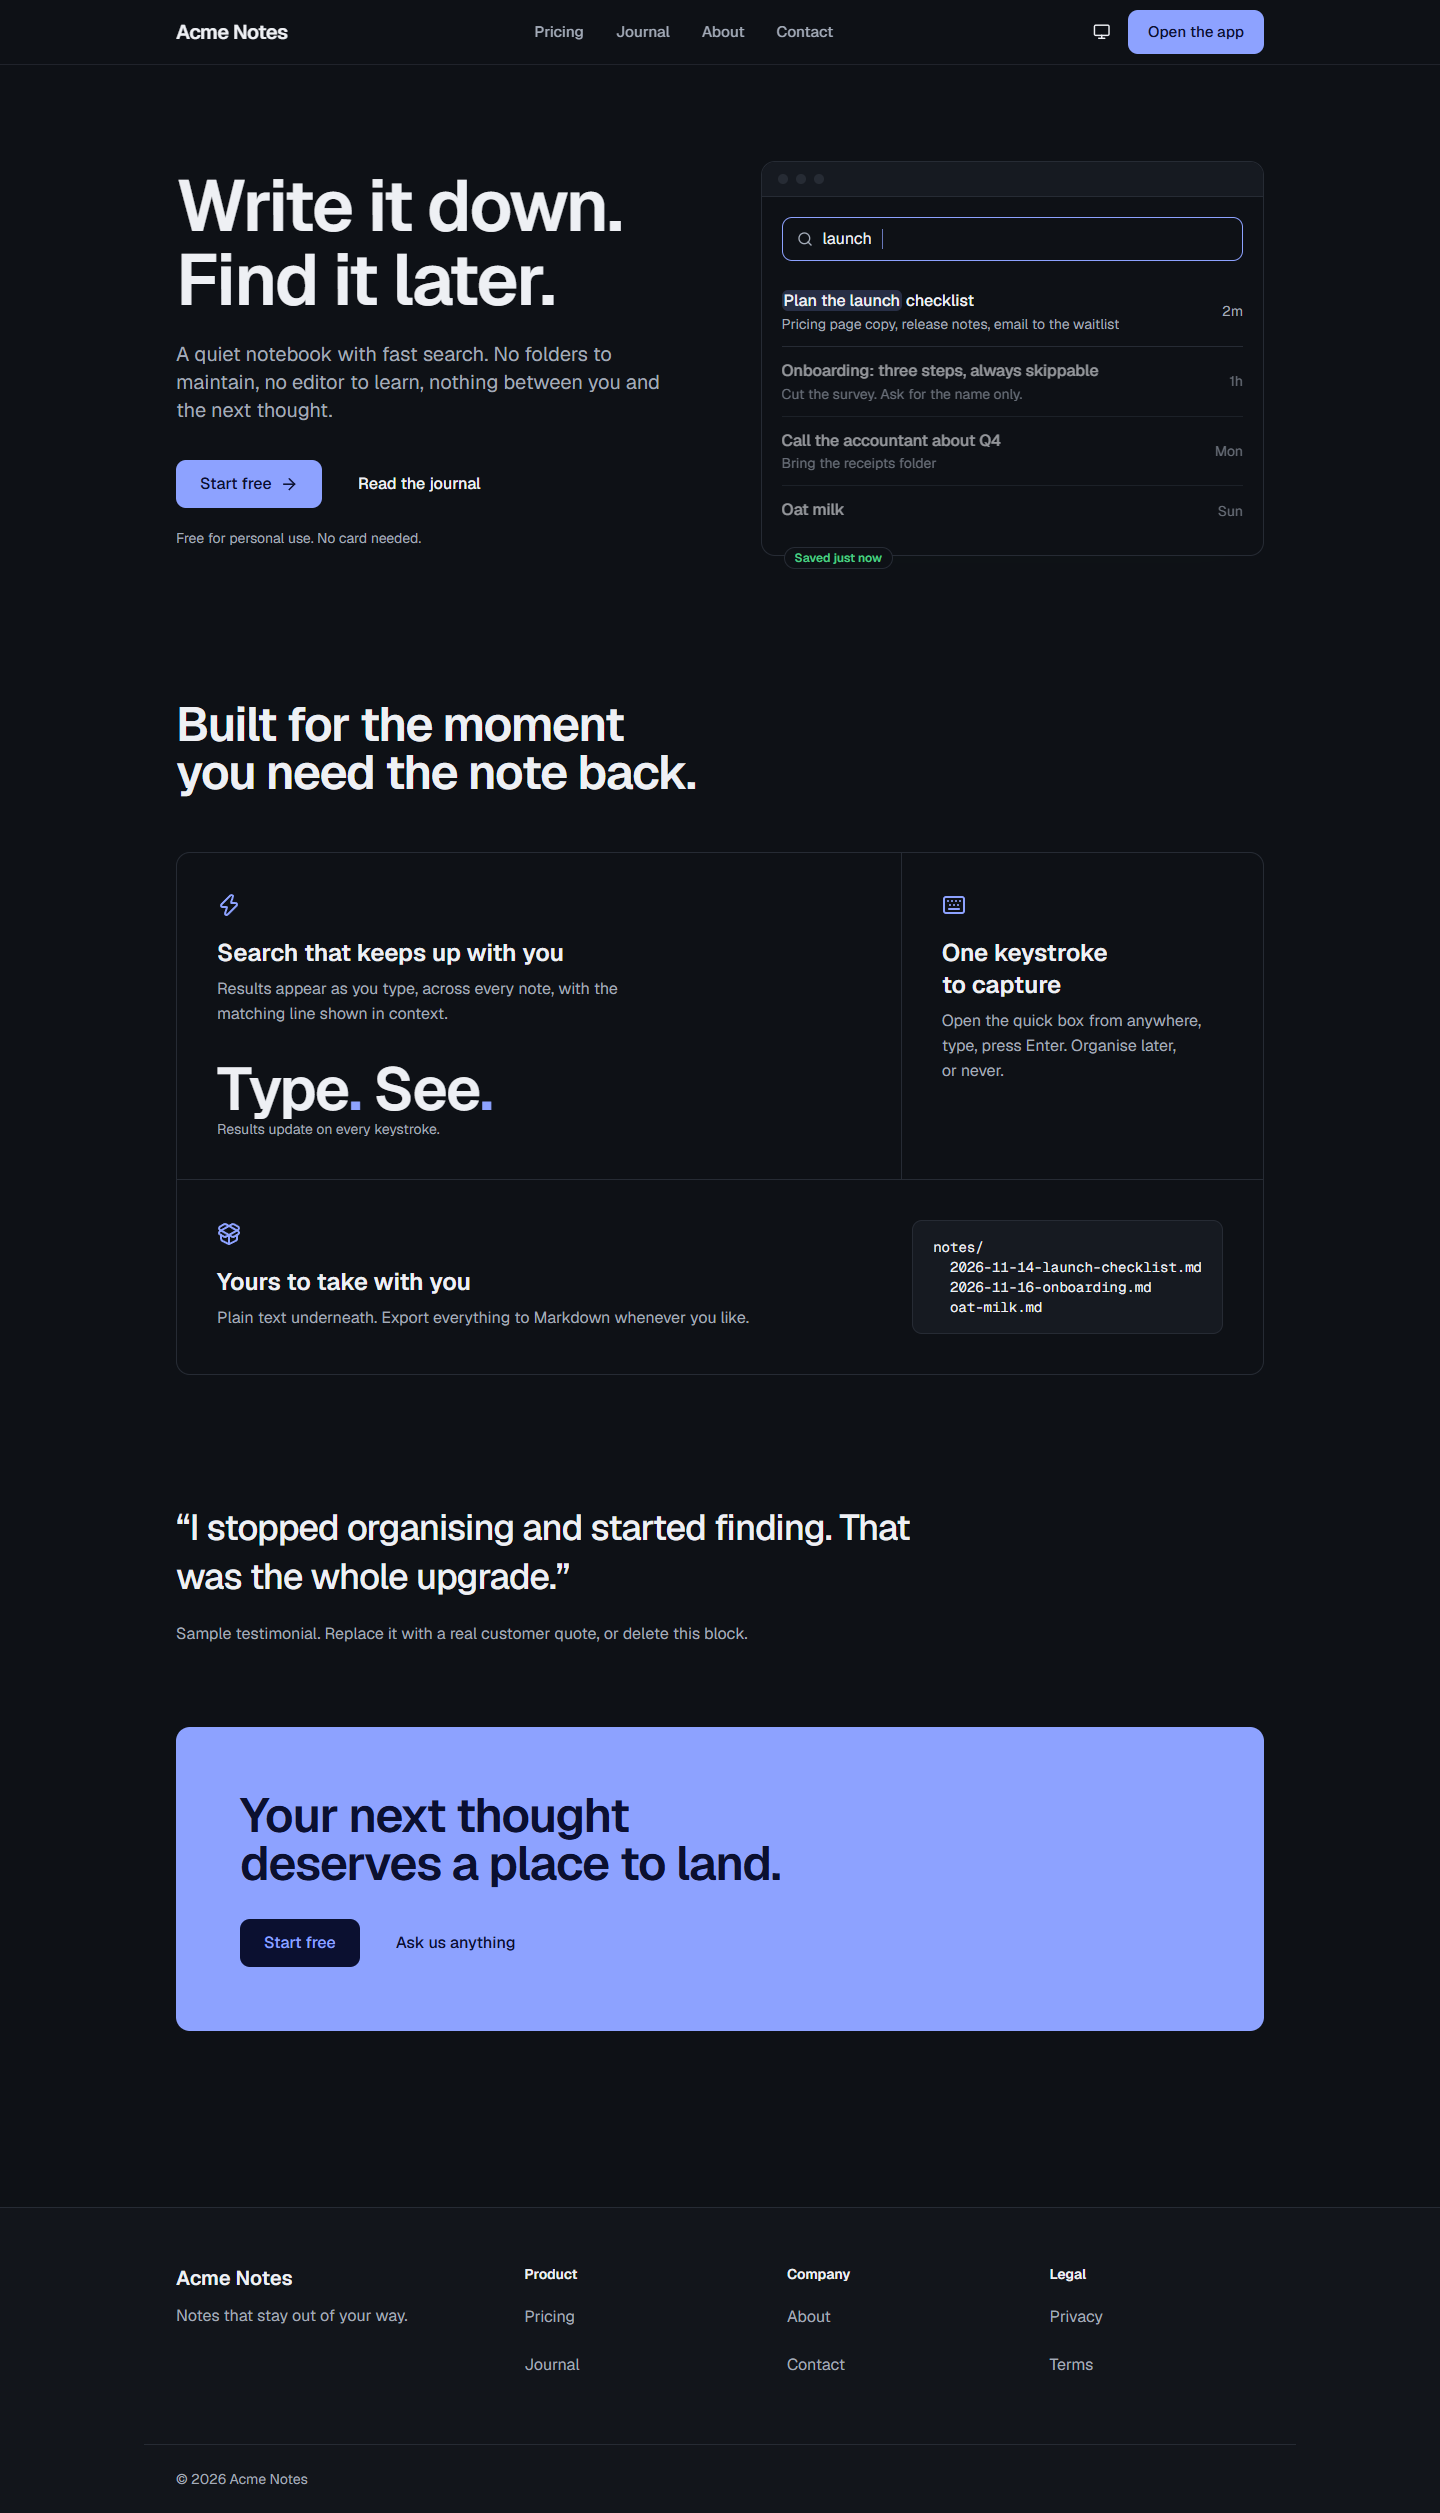 Acme Notes
Pricing
Journal
About
Contact
Open the app
Write it down.
Find it later.
A quiet notebook with fast search. No folders to
maintain, no editor to learn, nothing between you and
the next thought.
Start free
Read the journal
Free for personal use. No card needed.
launch
Plan the launch checklist
Pricing page copy, release notes, email to the waitlist
2m
Onboarding: three steps, always skippable
Cut the survey. Ask for the name only.
1h
Call the accountant about Q4
Bring the receipts folder
Mon
Oat milk
Sun
Saved just now
Built for the moment
you need the note back.
Search that keeps up with you
Results appear as you type, across every note, with the
matching line shown in context.
Type. See.
Results update on every keystroke.
One keystroke
to capture
Open the quick box from anywhere,
type, press Enter. Organise later,
or never.
Yours to take with you
Plain text underneath. Export everything to Markdown whenever you like.
notes/
2026-11-14-launch-checklist.md
2026-11-16-onboarding.md
oat-milk.md
“I stopped organising and started finding. That
was the whole upgrade.”
Sample testimonial. Replace it with a real customer quote, or delete this block.
Your next thought
deserves a place to land.
Start free
Ask us anything
Acme Notes
Notes that stay out of your way.
Product
Pricing
Journal
Company
About
Contact
Legal
Privacy
Terms
© 2026 Acme Notes